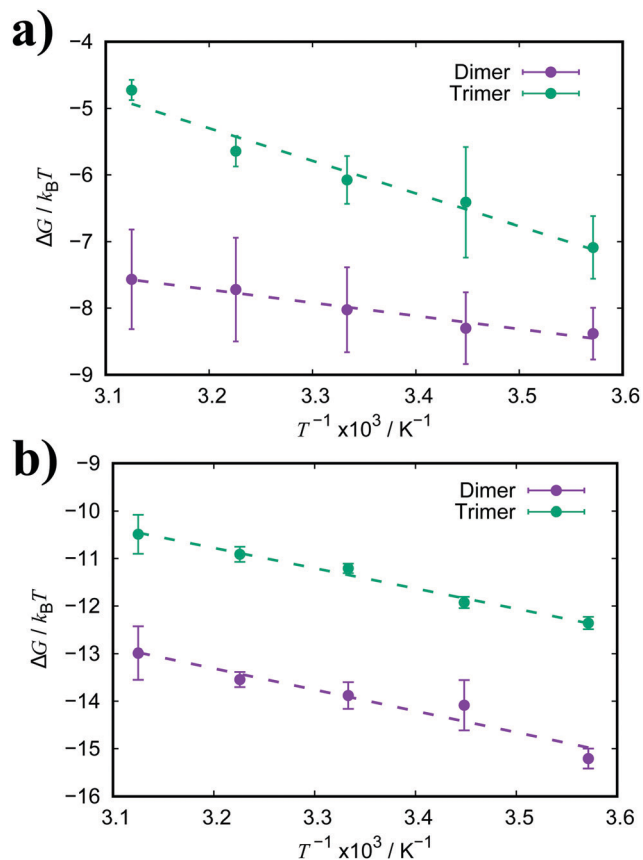 a)
Dimer
Trimer
−4
−5
−6
−7
−8
−9
ΔG / kBT
3.1 3.2 3.3 3.4 3.5 3.6
T−1 x10³ / K−1
b)
Dimer
Trimer
−9
−10
−11
−12
−13
−14
−15
−16
ΔG / kBT
3.1 3.2 3.3 3.4 3.5 3.6
T−1 x10³ / K−1